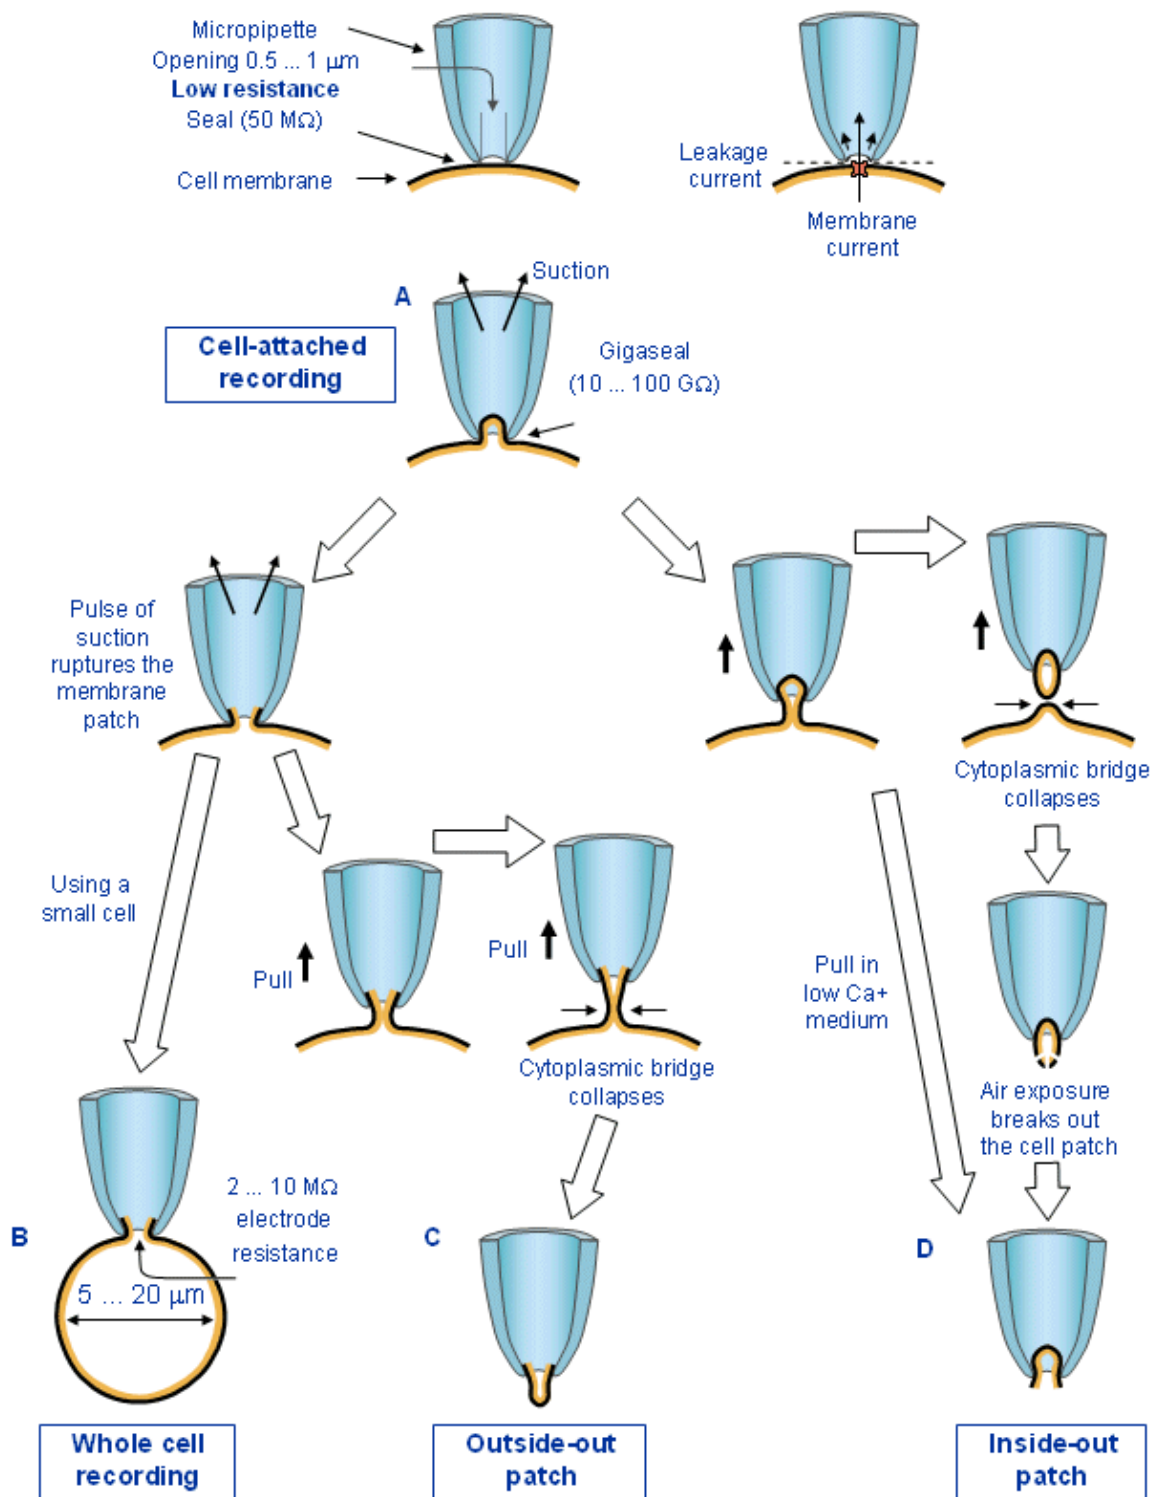 Micropipette
Opening 0.5 ... 1 μm
Low resistance
Seal (50 MΩ)
Cell membrane
Leakage
current
Membrane
current
A
Suction
Cell-attached
recording
Gigaseal
(10 ... 100 GΩ)
Pulse of
suction
ruptures the
membrane
patch
Cytoplasmic bridge
collapses
Using a
small cell
Pull
Pull
Cytoplasmic bridge
collapses
Pull in
low Ca+
medium
Air exposure
breaks out
the cell patch
B
2 ... 10 MΩ
electrode
resistance
5 ... 20 μm
C
D
Whole cell
recording
Outside-out
patch
Inside-out
patch